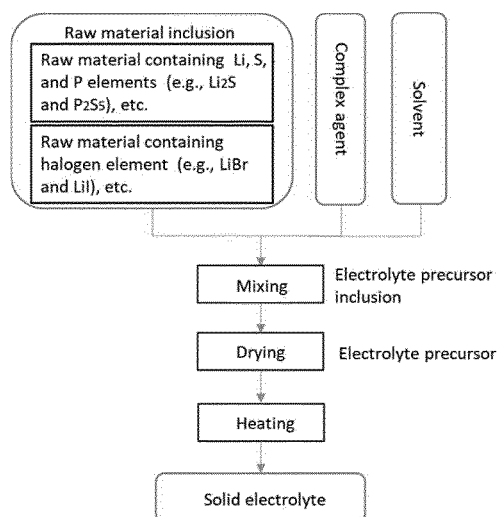 Raw material inclusion
Raw material containing Li, S,
and P elements (e.g., Li2S
and P2S5), etc.
Raw material containing
halogen element (e.g., LiBr
and LiI), etc.
Complex agent
Solvent
Mixing
Electrolyte precursor
inclusion
Drying
Electrolyte precursor
Heating
Solid electrolyte